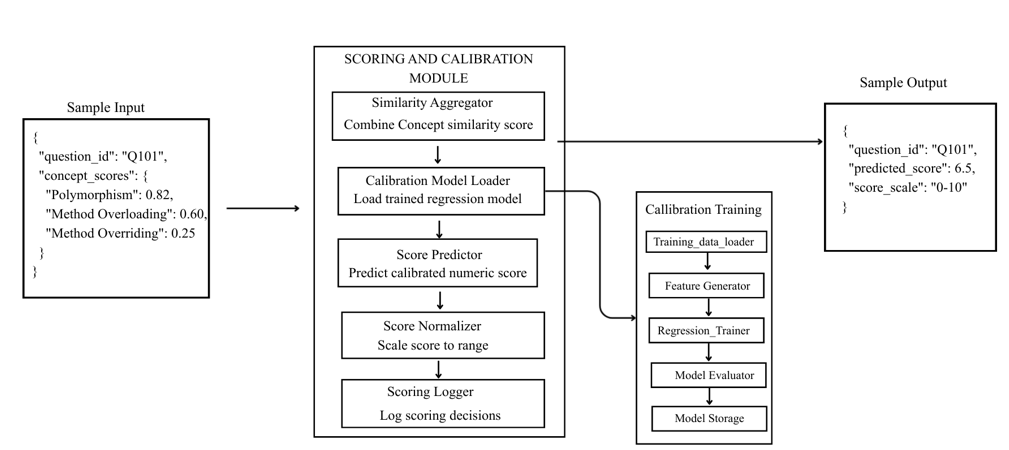 Sample Input
{
"question_id": "Q101",
"concept_scores": {
"Polymorphism": 0.82,
"Method Overloading": 0.60,
"Method Overriding": 0.25
}
}
SCORING AND CALIBRATION
MODULE
Similarity Aggregator
Combine Concept similarity score
Calibration Model Loader
Load trained regression model
Score Predictor
Predict calibrated numeric score
Score Normalizer
Scale score to range
Scoring Logger
Log scoring decisions
Callibration Training
Training_data_loader
Feature Generator
Regression_Trainer
Model Evaluator
Model Storage
Sample Output
{
"question_id": "Q101",
"predicted_score": 6.5,
"score_scale": "0-10"
}